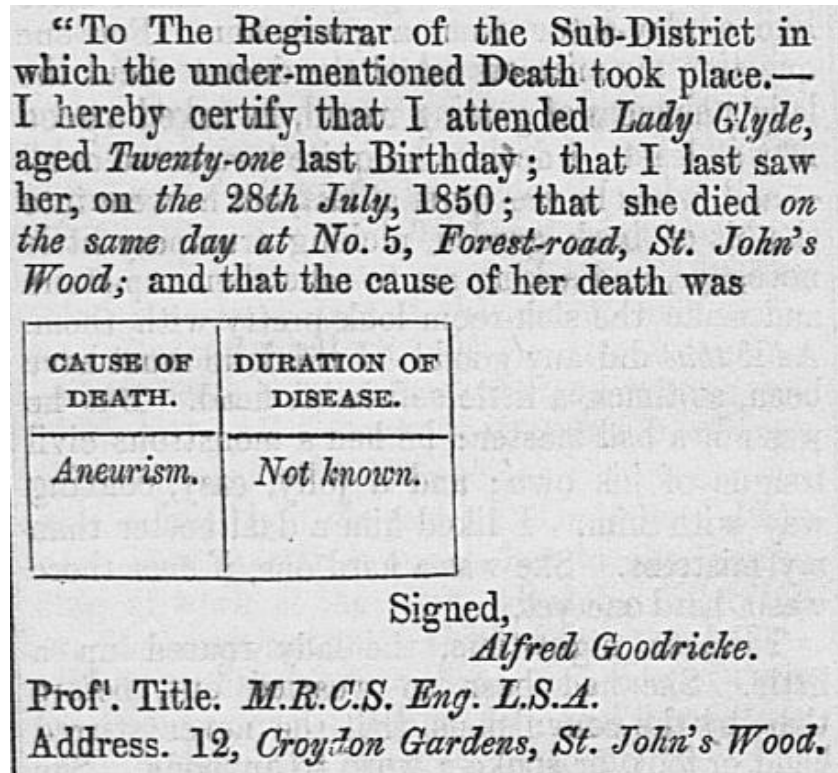 “To The Registrar of the Sub-District in
which the under-mentioned Death took place.—
I hereby certify that I attended Lady Glyde,
aged Twenty-one last Birthday; that I last saw
her, on the 28th July, 1850; that she died on
the same day at No. 5, Forest-road, St. John’s
Wood; and that the cause of her death was
CAUSE OF DEATH.
DURATION OF DISEASE.
Aneurism.
Not known.
Signed,
Alfred Goodricke.
Profˡ. Title. M.R.C.S. Eng. L.S.A.
Address. 12, Croydon Gardens, St. John’s Wood.